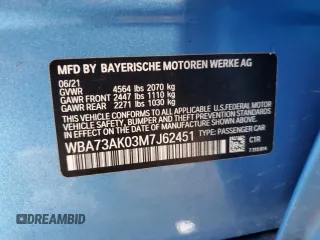 MFD BY BAYERISCHE MOTOREN WERKE AG
06/21
GVWR 4564 lbs 2070 kg
GAWR FRONT 2447 lbs 1110 kg
GAWR REAR 2271 lbs 1030 kg
THIS VEHICLE CONFORMS TO ALL APPLICABLE U.S. FEDERAL MOTOR
VEHICLE SAFETY, BUMPER, AND THEFT PREVENTION STANDARDS IN
EFFECT ON THE DATE OF MANUFACTURE SHOWN ABOVE.
WBA73AK03M7J62451 TYPE: PASSENGER CAR
C1R
DREAMBID